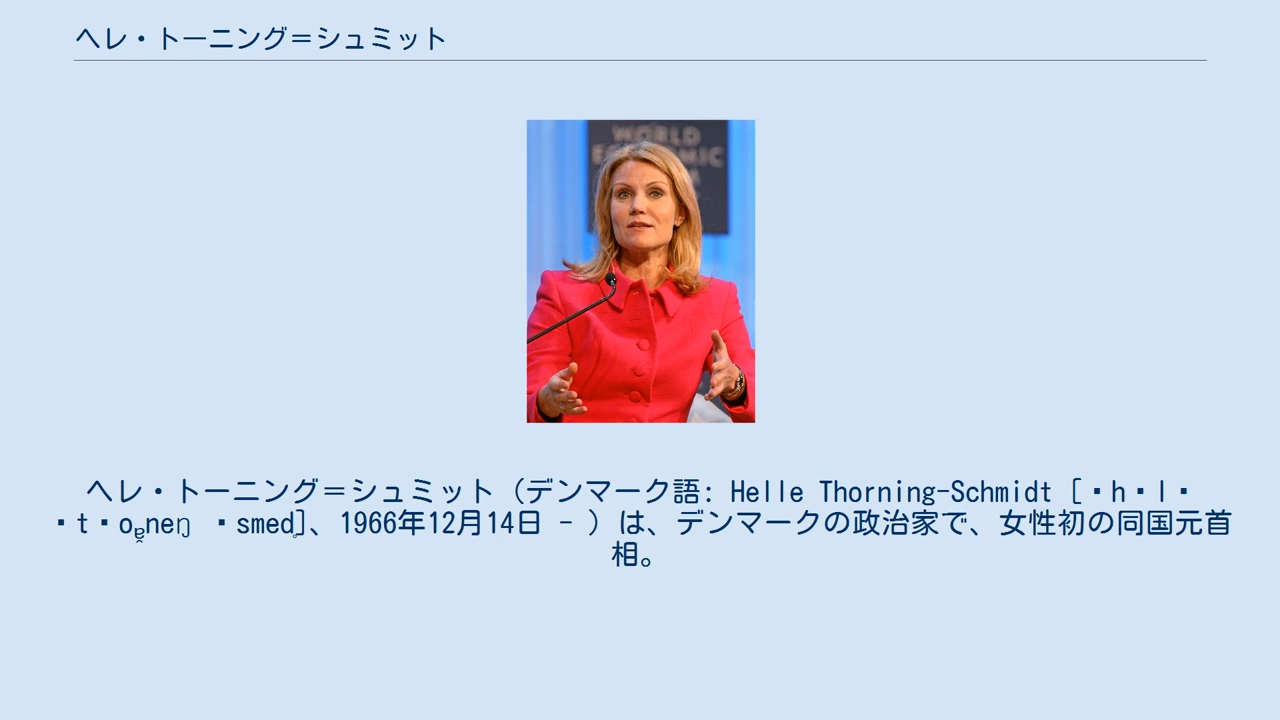 ヘレ・トーニング＝シュミット
WORLD
ECONOMIC
ヘレ・トーニング＝シュミット（デンマーク語: Helle Thorning-Schmidt [▪h▪l▪
▪t▪oɐ̯neŋ ▪smed̥]、1966年12月14日 - ）は、デンマークの政治家で、女性初の同国元首
相。